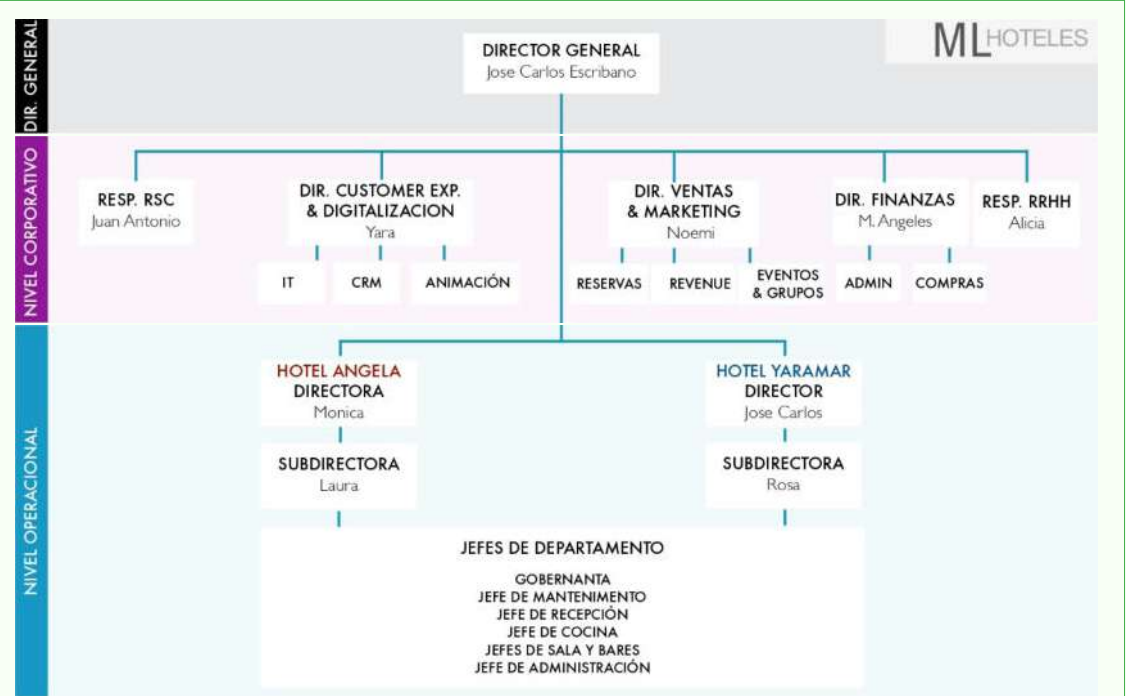 DIR. GENERAL
DIRECTOR GENERAL
Jose Carlos Escribano
ML HOTELES
NIVEL CORPORATIVO
RESP. RSC
Juan Antonio
DIR. CUSTOMER EXP.
& DIGITALIZACION
Yara
DIR. VENTAS
& MARKETING
Noemi
DIR. FINANZAS
M. Angeles
RESP. RRHH
Alicia
IT
CRM
ANIMACIÓN
RESERVAS
REVENUE
EVENTOS
& GRUPOS
ADMIN
COMPRAS
NIVEL OPERACIONAL
HOTEL ANGELA
DIRECTORA
Monica
HOTEL YARAMAR
DIRECTOR
Jose Carlos
SUBDIRECTORA
Laura
SUBDIRECTORA
Rosa
JEFES DE DEPARTAMENTO
GOBERNANTA
JEFE DE MANTENIMENTO
JEFE DE RECEPCIÓN
JEFE DE COCINA
JEFES DE SALA Y BARES
JEFE DE ADMINISTRACIÓN